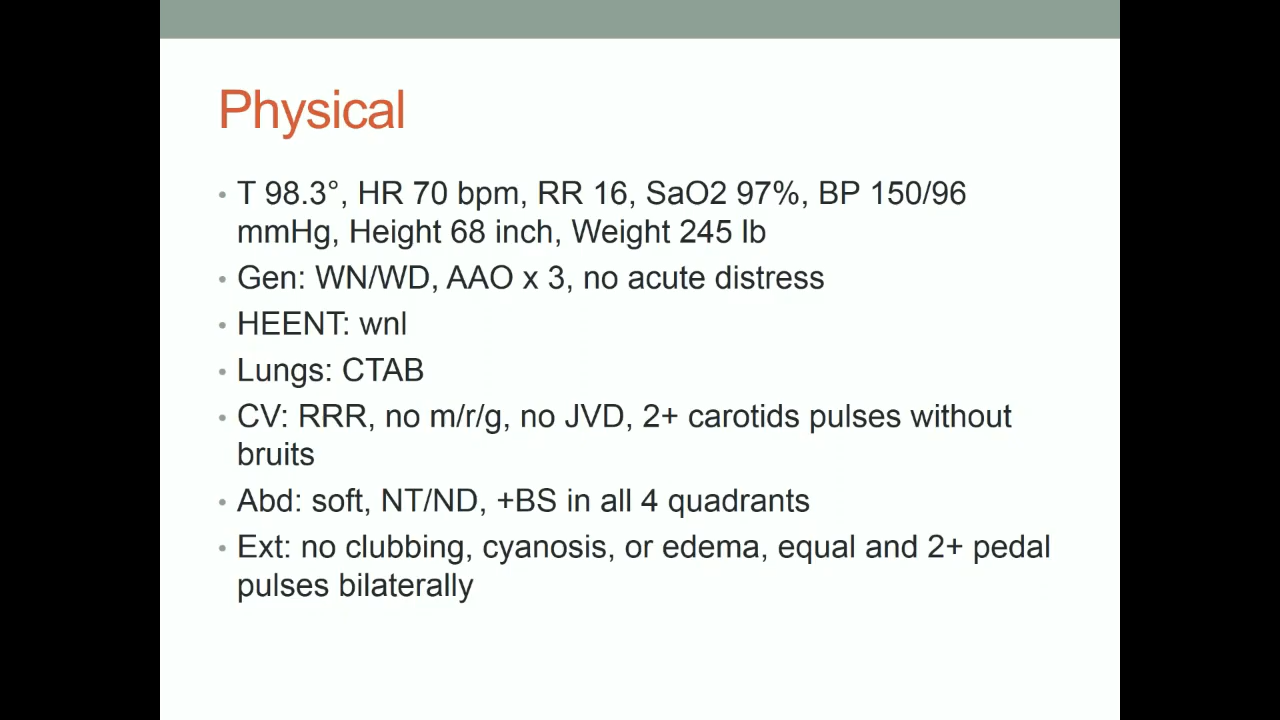 Physical
• T 98.3°, HR 70 bpm, RR 16, SaO2 97%, BP 150/96
mmHg, Height 68 inch, Weight 245 lb
• Gen: WN/WD, AAO x 3, no acute distress
• HEENT: wnl
• Lungs: CTAB
• CV: RRR, no m/r/g, no JVD, 2+ carotids pulses without
bruits
• Abd: soft, NT/ND, +BS in all 4 quadrants
• Ext: no clubbing, cyanosis, or edema, equal and 2+ pedal
pulses bilaterally